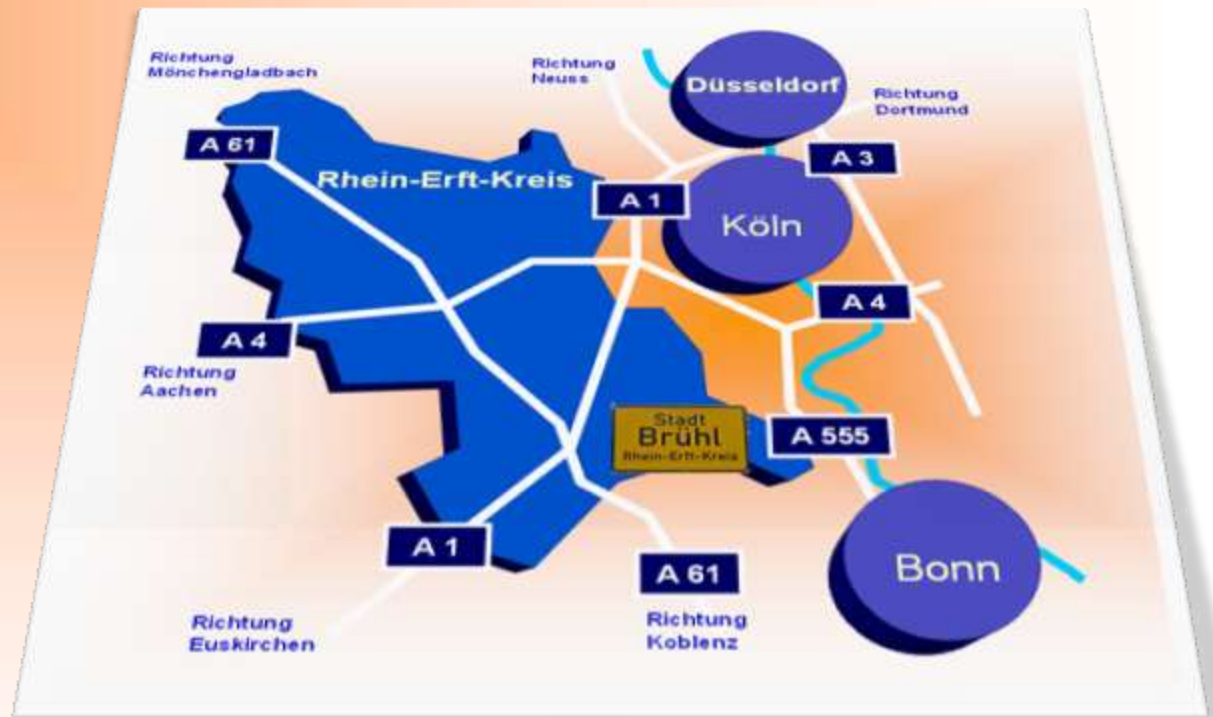 Richtung
Mönchengladbach
Richtung
Neuss
Düsseldorf
Richtung
Dortmund
A 61
A 3
Rhein-Erft-Kreis
A 1
Köln
A 4
A 4
Richtung
Aachen
Stadt
Brühl
Rhein-Erft-Kreis
A 555
A 1
A 61
Bonn
Richtung
Euskirchen
Richtung
Koblenz